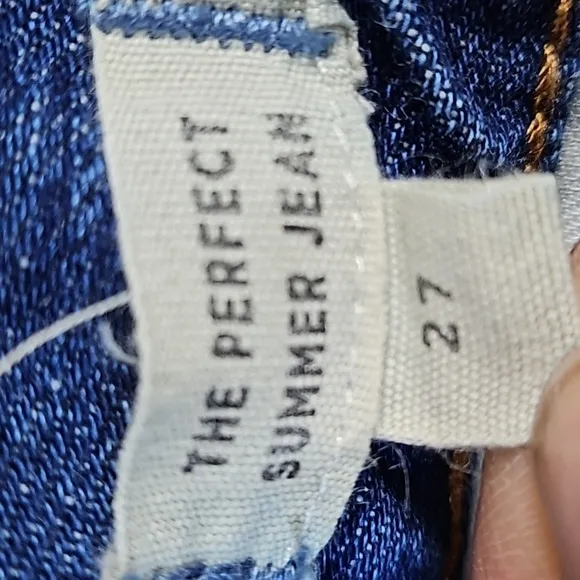 THE PERFECT
SUMMER JEAN
27